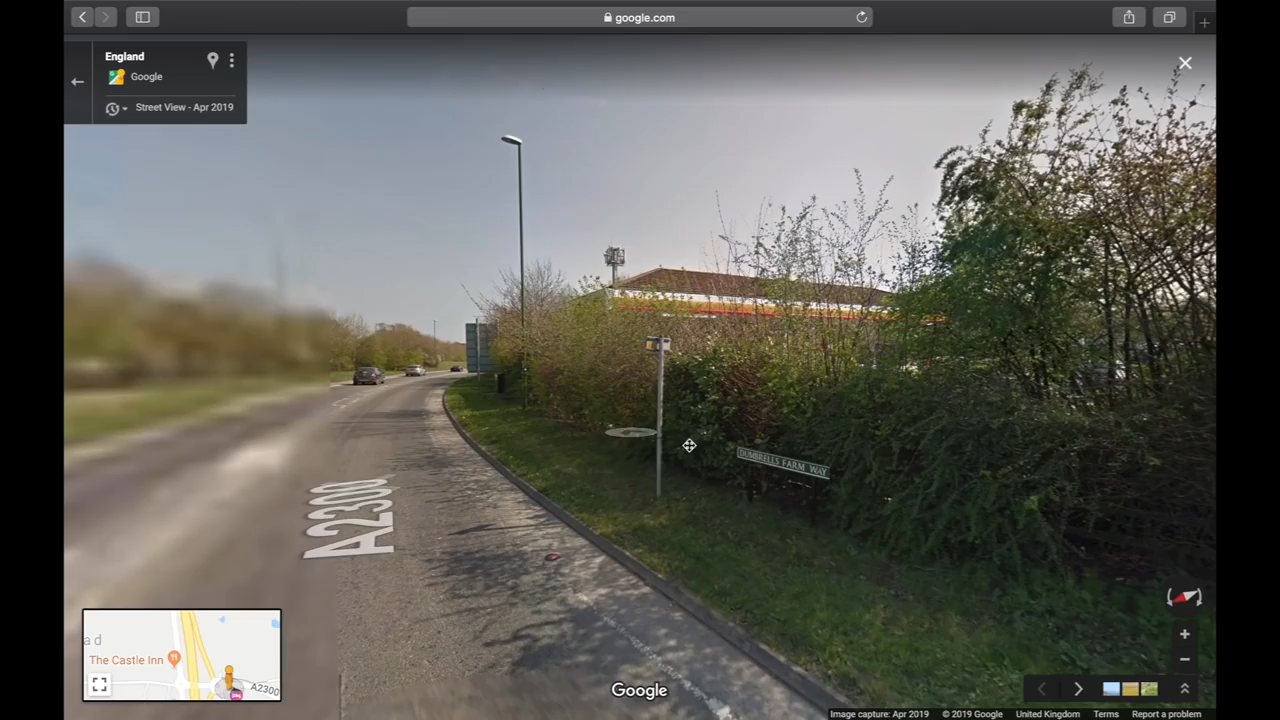 google.com
England
Google
Street View - Apr 2019
DUMBRELLS FARM WAY
A2300
ad
The Castle Inn
A2300
Google
Image capture: Apr 2019 © 2019 Google United Kingdom Terms Report a problem